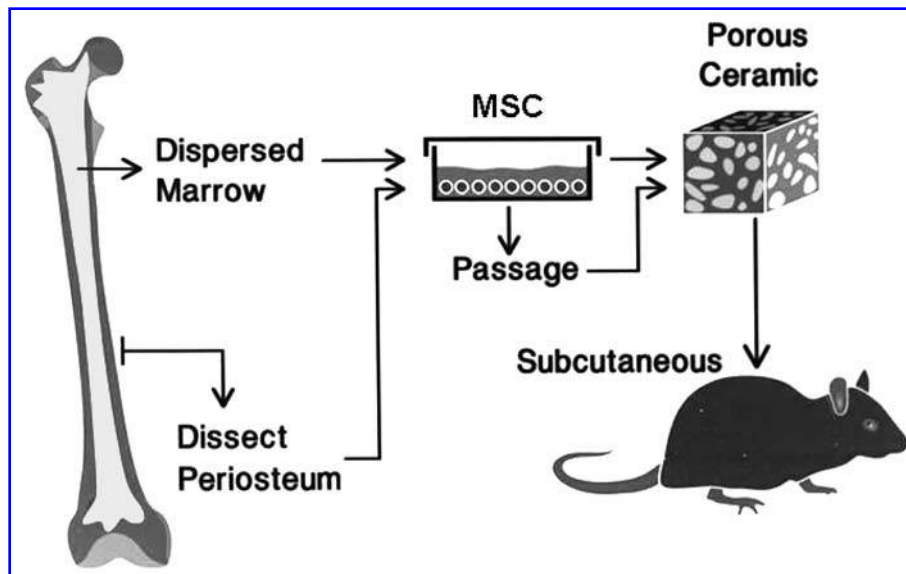 Porous
Ceramic
MSC
Dispersed
Marrow
Passage
Subcutaneous
Dissect
Periosteum